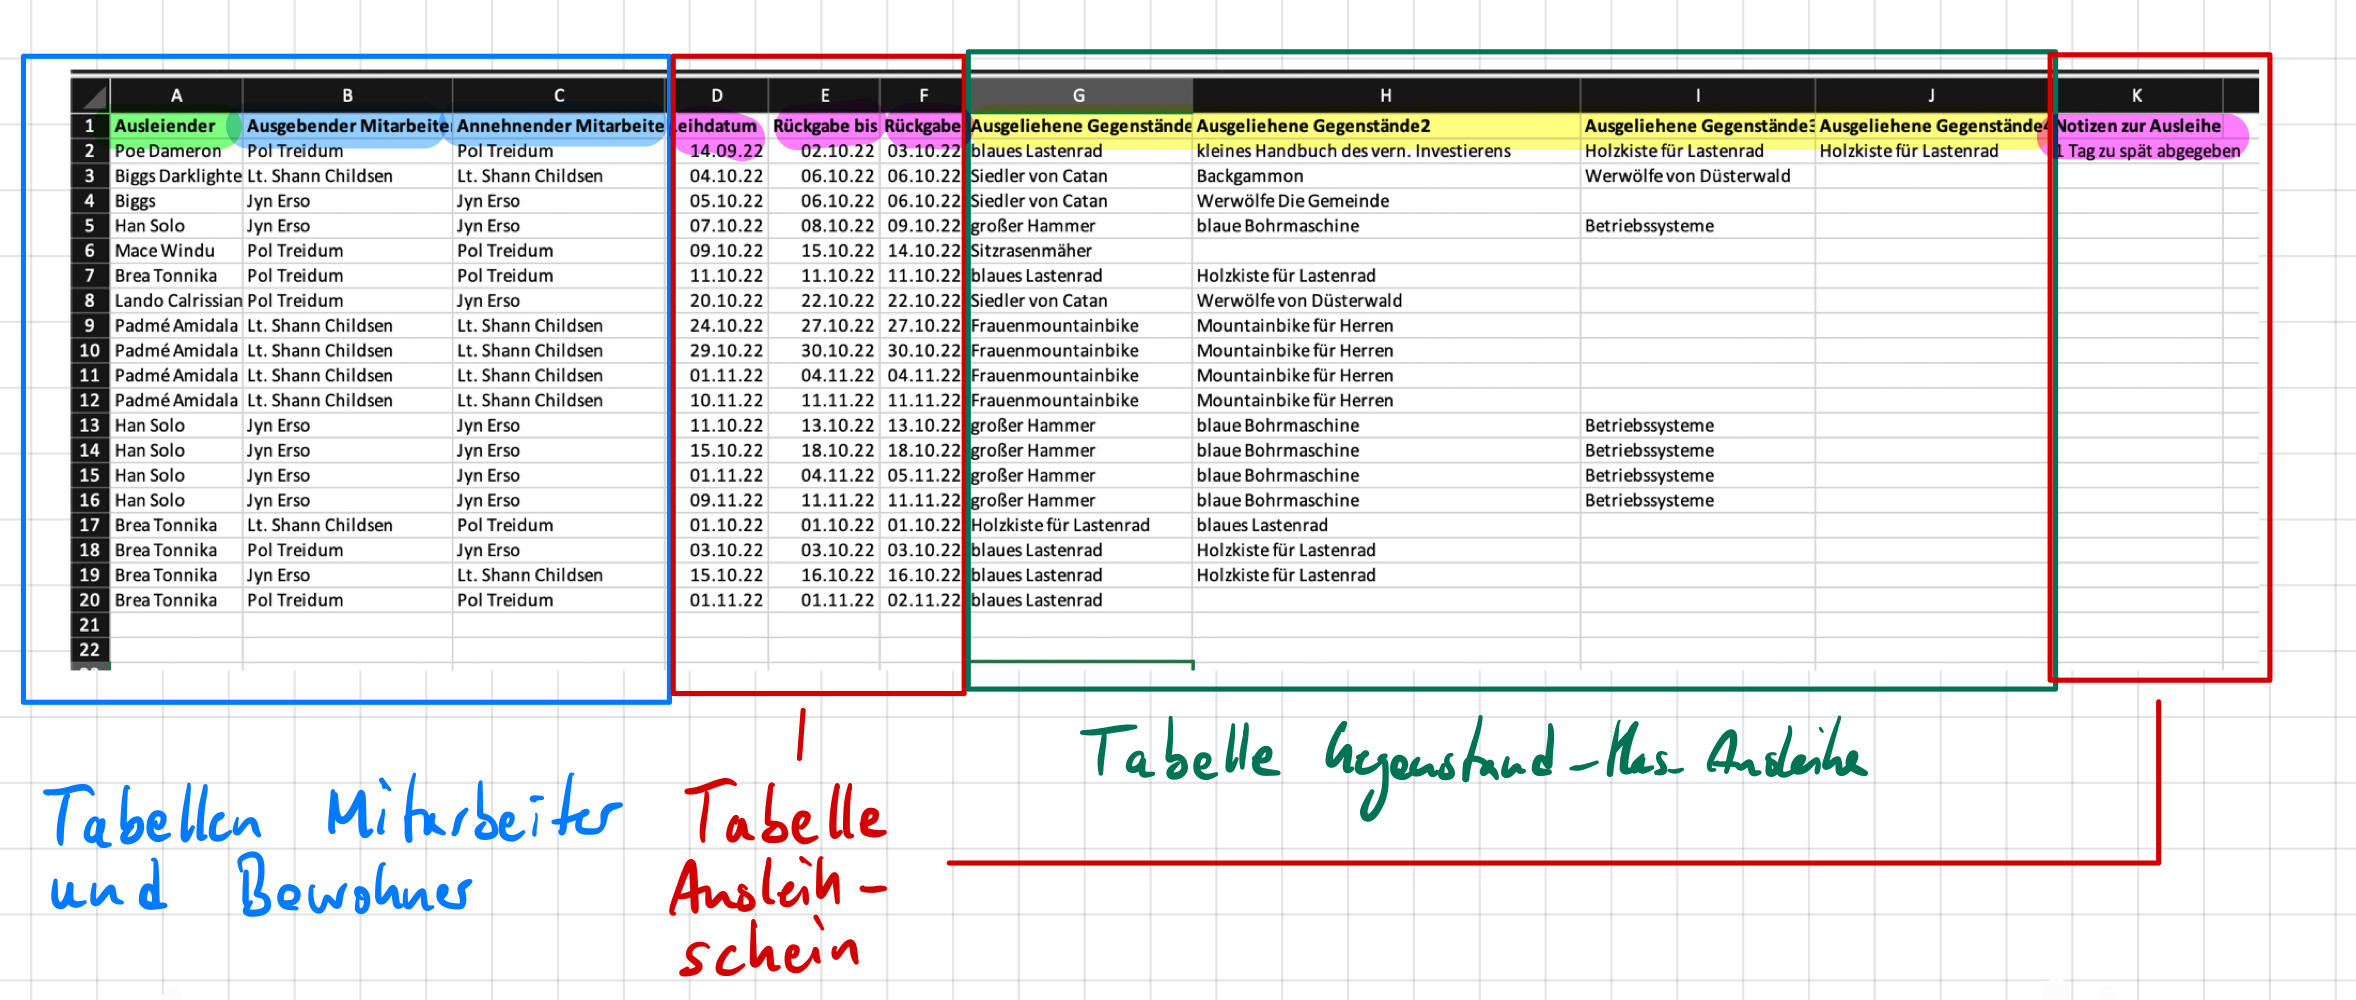 A B C D E F G H I J K
1 Ausleiender Ausgebender Mitarbeite Annehnender Mitarbeite eihdatum Rückgabe bis Rückgabe Ausgeliehene Gegenstände Ausgeliehene Gegenstände2 Ausgeliehene Gegenstände3 Ausgeliehene Gegenstände4 Notizen zur Ausleihe
2 Poe Dameron Pol Treidum Pol Treidum 14.09.22 02.10.22 03.10.22 blaues Lastenrad kleines Handbuch des vern. Investierens Holzkiste für Lastenrad Holzkiste für Lastenrad 1 Tag zu spät abgegeben
3 Biggs Darklighte Lt. Shann Childsen Lt. Shann Childsen 04.10.22 06.10.22 06.10.22 Siedler von Catan Backgammon Werwölfe von Düsterwald
4 Biggs Jyn Erso Jyn Erso 05.10.22 06.10.22 06.10.22 Siedler von Catan Werwölfe Die Gemeinde
5 Han Solo Jyn Erso Jyn Erso 07.10.22 08.10.22 09.10.22 großer Hammer blaue Bohrmaschine Betriebssysteme
6 Mace Windu Pol Treidum Pol Treidum 09.10.22 15.10.22 14.10.22 Sitzrasenmäher
7 Brea Tonnika Pol Treidum Pol Treidum 11.10.22 11.10.22 11.10.22 blaues Lastenrad Holzkiste für Lastenrad
8 Lando Calrissian Pol Treidum Jyn Erso 20.10.22 22.10.22 22.10.22 Siedler von Catan Werwölfe von Düsterwald
9 Padmé Amidala Lt. Shann Childsen Lt. Shann Childsen 24.10.22 27.10.22 27.10.22 Frauenmountainbike Mountainbike für Herren
10 Padmé Amidala Lt. Shann Childsen Lt. Shann Childsen 29.10.22 30.10.22 30.10.22 Frauenmountainbike Mountainbike für Herren
11 Padmé Amidala Lt. Shann Childsen Lt. Shann Childsen 01.11.22 04.11.22 04.11.22 Frauenmountainbike Mountainbike für Herren
12 Padmé Amidala Lt. Shann Childsen Lt. Shann Childsen 10.11.22 11.11.22 11.11.22 Frauenmountainbike Mountainbike für Herren
13 Han Solo Jyn Erso Jyn Erso 11.10.22 13.10.22 13.10.22 großer Hammer blaue Bohrmaschine Betriebssysteme
14 Han Solo Jyn Erso Jyn Erso 15.10.22 18.10.22 18.10.22 großer Hammer blaue Bohrmaschine Betriebssysteme
15 Han Solo Jyn Erso Jyn Erso 01.11.22 04.11.22 05.11.22 großer Hammer blaue Bohrmaschine Betriebssysteme
16 Han Solo Jyn Erso Jyn Erso 09.11.22 11.11.22 11.11.22 großer Hammer blaue Bohrmaschine Betriebssysteme
17 Brea Tonnika Lt. Shann Childsen Pol Treidum 01.10.22 01.10.22 01.10.22 Holzkiste für Lastenrad blaues Lastenrad
18 Brea Tonnika Pol Treidum Jyn Erso 03.10.22 03.10.22 03.10.22 blaues Lastenrad Holzkiste für Lastenrad
19 Brea Tonnika Jyn Erso Lt. Shann Childsen 15.10.22 16.10.22 16.10.22 blaues Lastenrad Holzkiste für Lastenrad
20 Brea Tonnika Pol Treidum Pol Treidum 01.11.22 01.11.22 02.11.22 blaues Lastenrad
21
22
Tabelle Gegenstand-Has-Ausleihe
Tabellen Mitarbeiter
und Bewohner
Tabelle
Ausleih-
schein